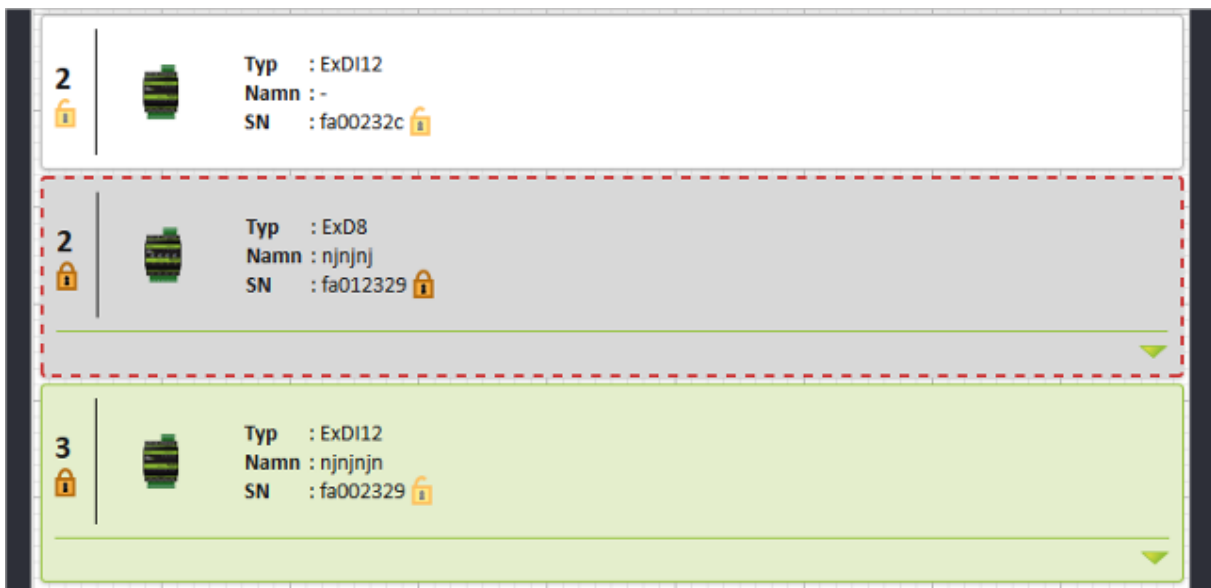 2
Typ : ExDI12
Namn : -
SN : fa00232c
2
Typ : ExD8
Namn : njnjnj
SN : fa012329
3
Typ : ExDI12
Namn : njnjnjn
SN : fa002329